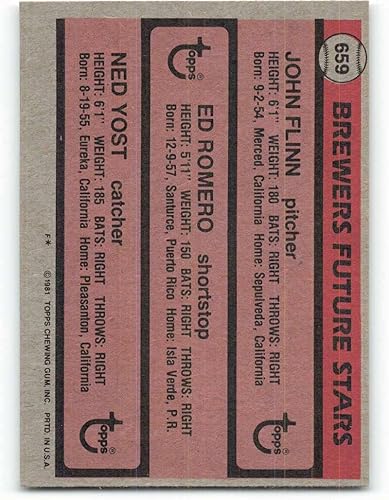 659
BREWERS FUTURE STARS
JOHN FLINN pitcher
HEIGHT: 6'1" WEIGHT: 180 BATS: RIGHT THROWS: RIGHT
Born: 9-2-54, Merced, California Home: Sepulveda, California
Topps
Topps
ED ROMERO shortstop
HEIGHT: 5'11" WEIGHT: 150 BATS: RIGHT THROWS: RIGHT
Born: 12-9-57, Santurce, Puerto Rico Home: Isla Verde, P.R.
NED YOST catcher
HEIGHT: 6'1" WEIGHT: 185 BATS: RIGHT THROWS: RIGHT
Born: 8-19-55, Eureka, California Home: Pleasanton, California
Topps
F* © 1981 TOPPS CHEWING GUM, INC. PRTD. IN U.S.A.